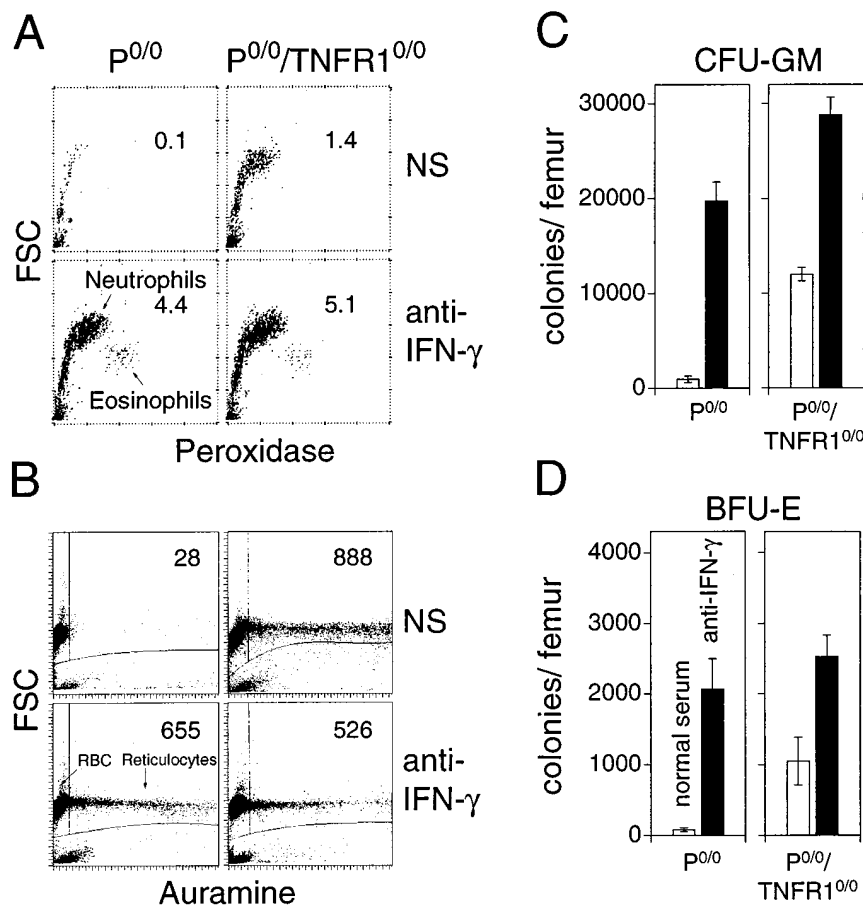 A
P⁰/⁰
P⁰/⁰/TNFR1⁰/⁰
FSC
0.1
1.4
NS
Neutrophils
4.4
5.1
anti-
IFN-γ
Eosinophils
Peroxidase
B
FSC
28
888
NS
655
526
RBC
Reticulocytes
anti-
IFN-γ
Auramine
C
CFU-GM
colonies/ femur
30000
20000
10000
0
P⁰/⁰
P⁰/⁰/
TNFR1⁰/⁰
D
BFU-E
colonies/ femur
4000
3000
2000
1000
0
normal serum
anti-IFN-γ
P⁰/⁰
P⁰/⁰/
TNFR1⁰/⁰